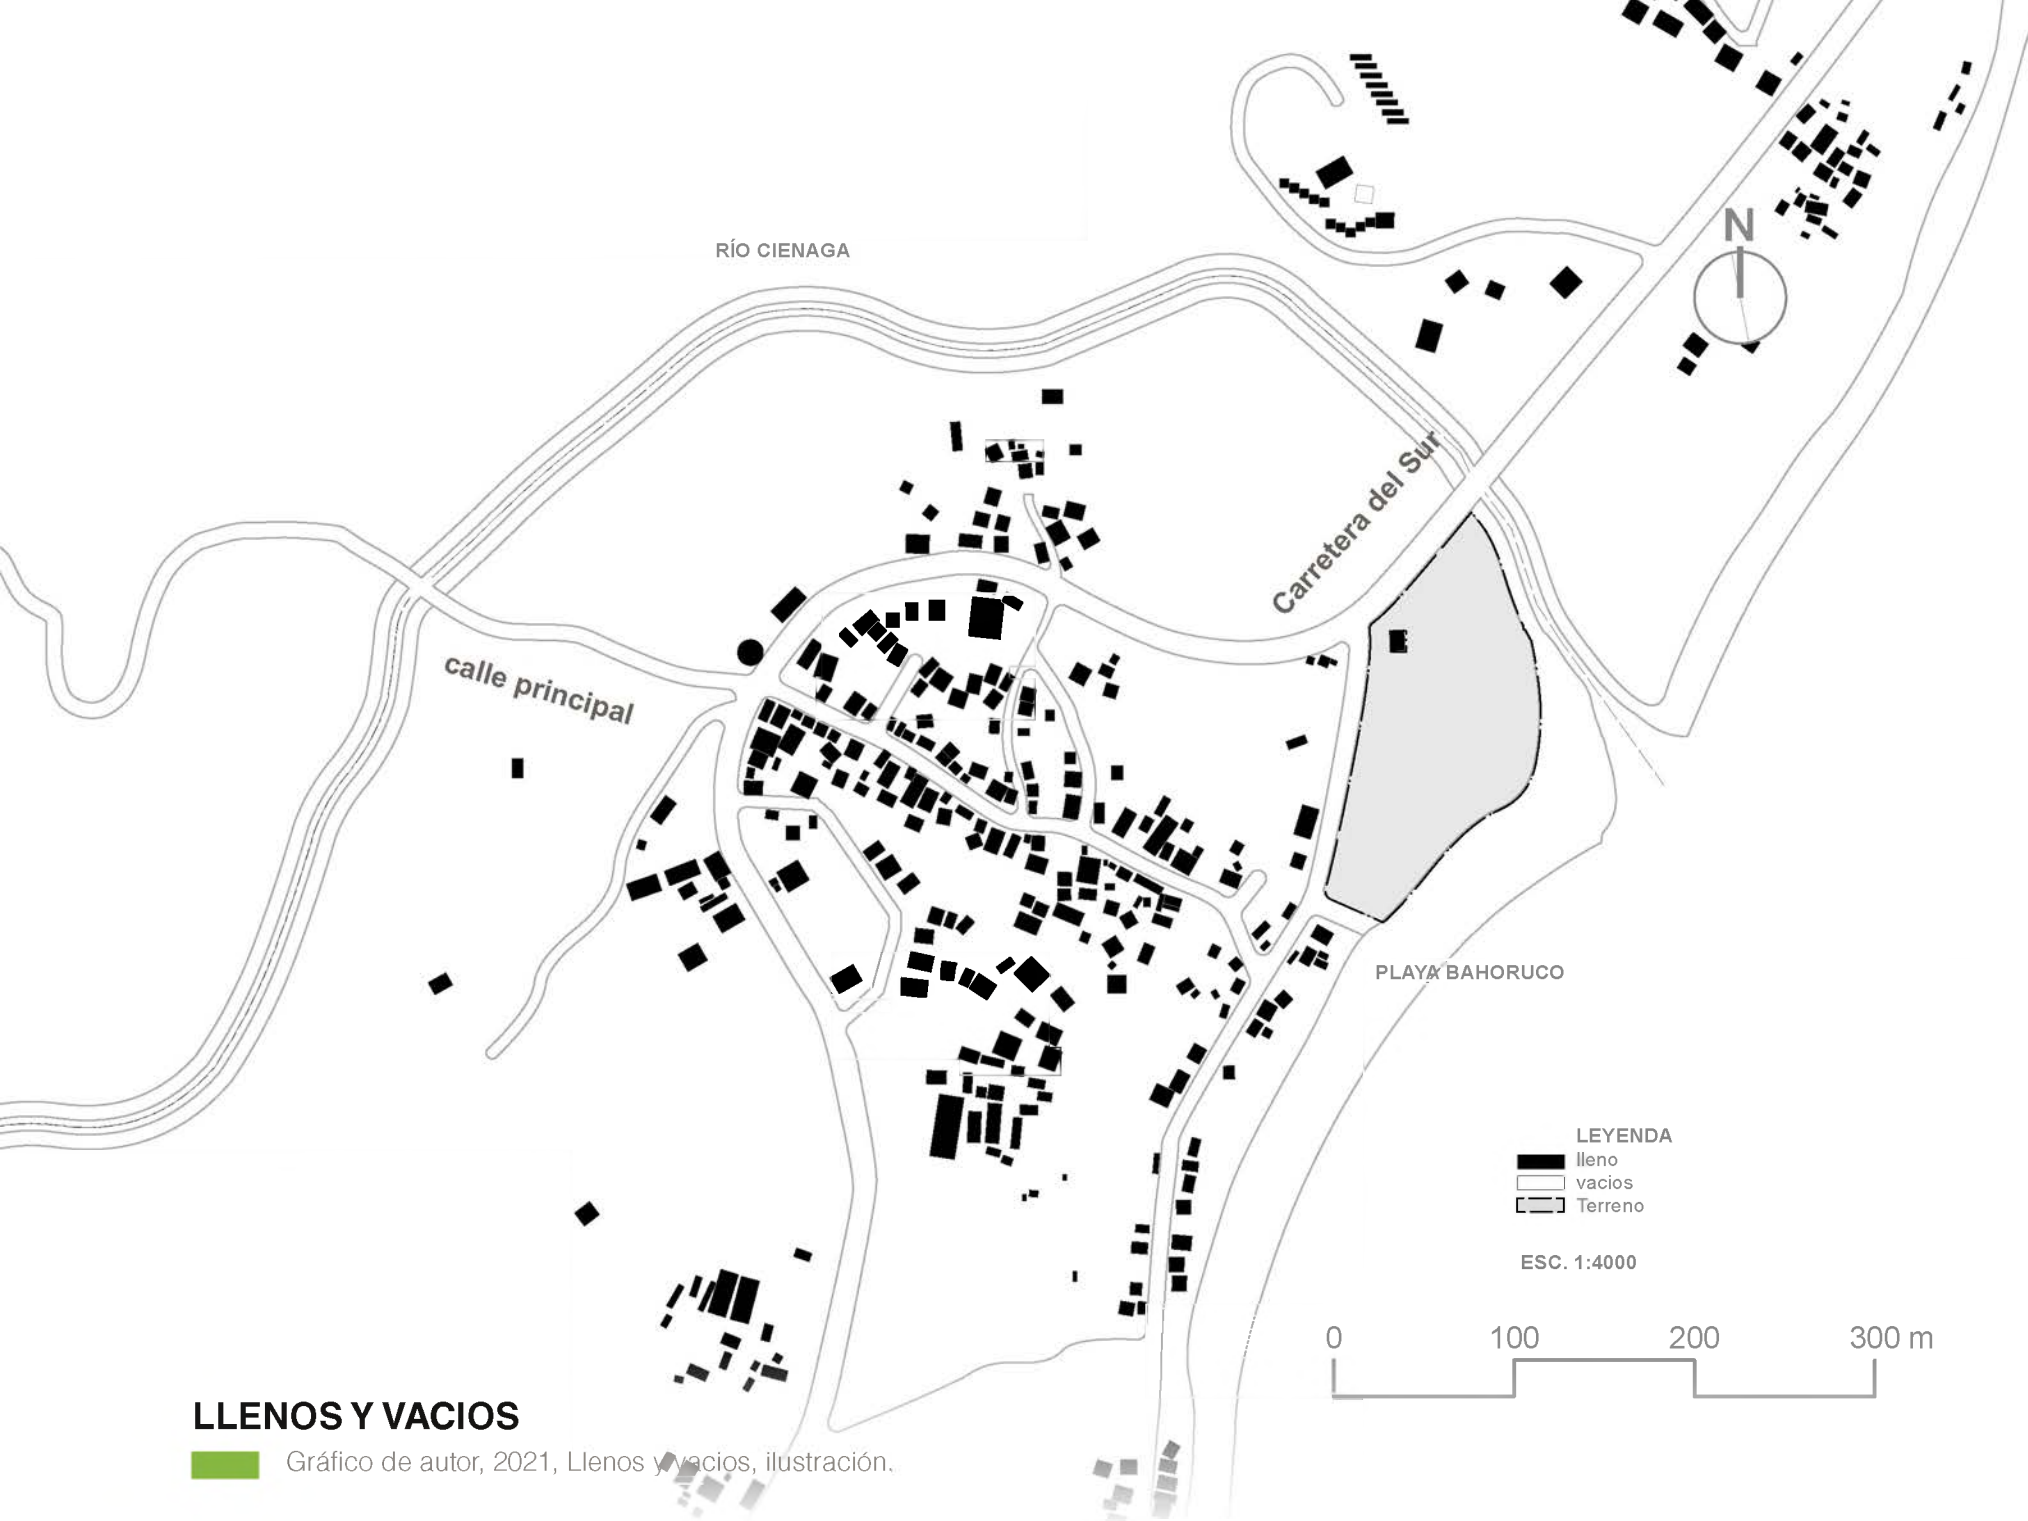 N
RÍO CIENAGA
Carretera del Sur
calle principal
PLAYA BAHORUCO
LEYENDA
lleno
vacios
Terreno
ESC. 1:4000
0 100 200 300 m
LLENOS Y VACIOS
Gráfico de autor, 2021, Llenos y vacios, ilustración.